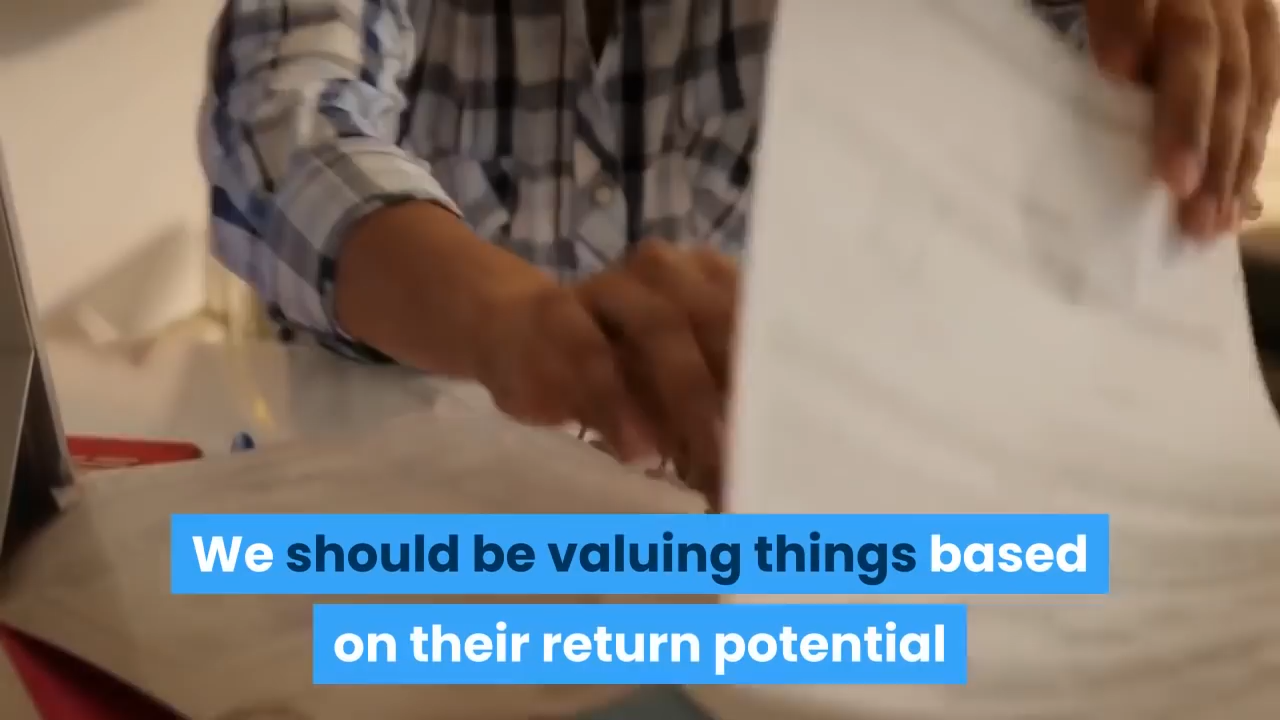 We should be valuing things based
on their return potential